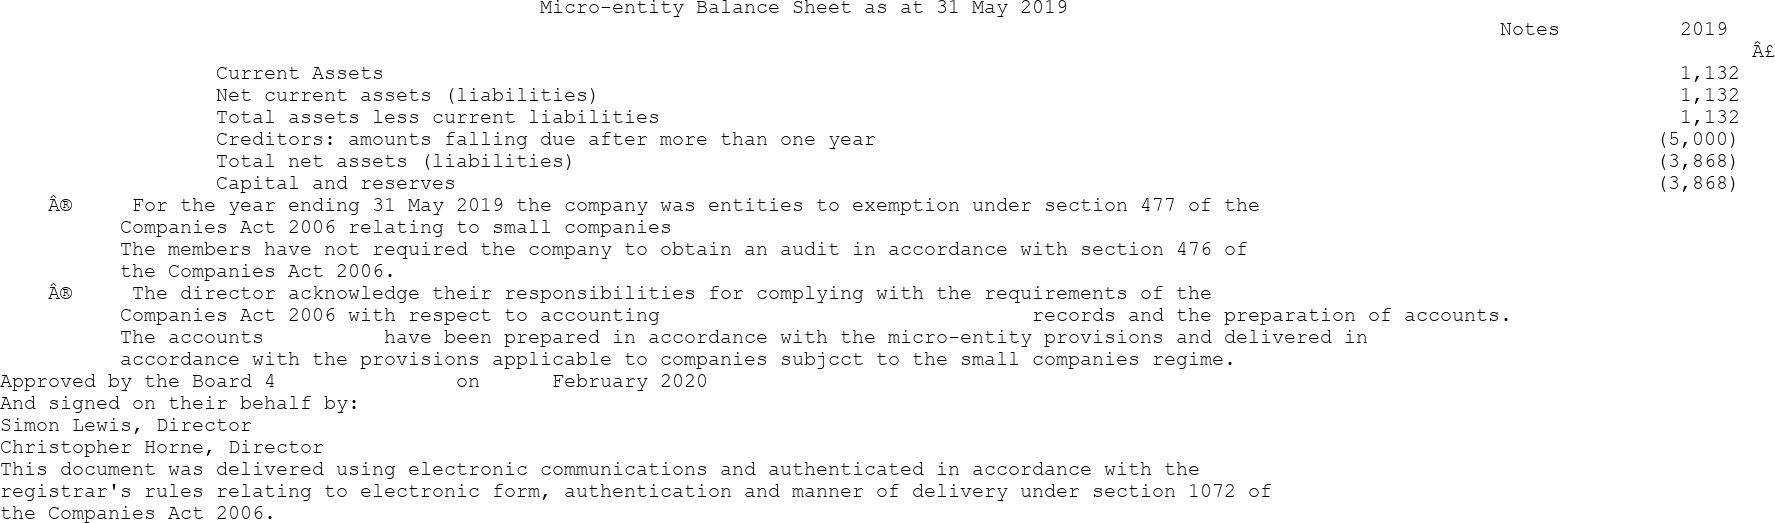 Micro-entity Balance Sheet as at 31 May 2019
Notes 2019
Â£
Current Assets 1,132
Net current assets (liabilities) 1,132
Total assets less current liabilities 1,132
Creditors: amounts falling due after more than one year (5,000)
Total net assets (liabilities) (3,868)
Capital and reserves (3,868)
Â® For the year ending 31 May 2019 the company was entities to exemption under section 477 of the
Companies Act 2006 relating to small companies
The members have not required the company to obtain an audit in accordance with section 476 of
the Companies Act 2006.
Â® The director acknowledge their responsibilities for complying with the requirements of the
Companies Act 2006 with respect to accounting records and the preparation of accounts.
The accounts have been prepared in accordance with the micro-entity provisions and delivered in
accordance with the provisions applicable to companies subjcct to the small companies regime.
Approved by the Board 4 on February 2020
And signed on their behalf by:
Simon Lewis, Director
Christopher Horne, Director
This document was delivered using electronic communications and authenticated in accordance with the
registrar's rules relating to electronic form, authentication and manner of delivery under section 1072 of
the Companies Act 2006.